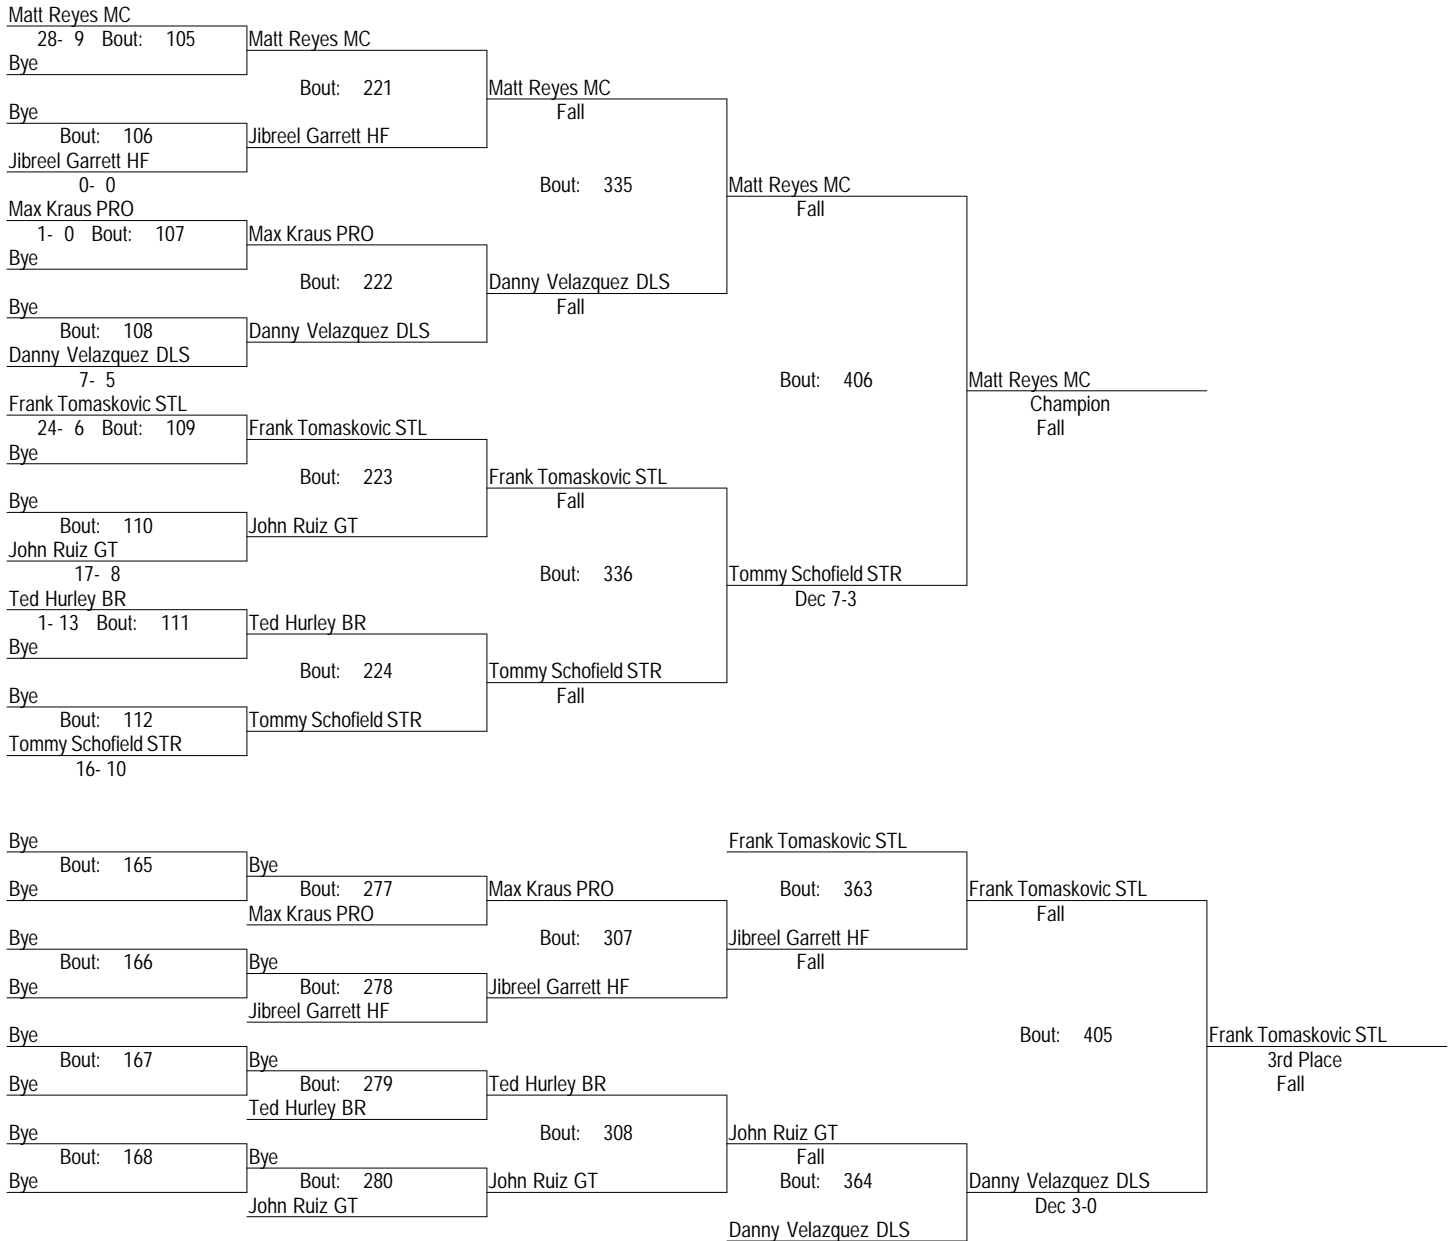 Matt Reyes MC
28- 9 Bout: 105 Matt Reyes MC
Bye
Bout: 221 Matt Reyes MC
Bye Fall
Bout: 106 Jibreel Garrett HF
Jibreel Garrett HF
0- 0 Bout: 335 Matt Reyes MC
Max Kraus PRO Fall
1- 0 Bout: 107 Max Kraus PRO
Bye
Bout: 222 Danny Velazquez DLS
Bye Fall
Bout: 108 Danny Velazquez DLS
Danny Velazquez DLS
7- 5 Bout: 406 Matt Reyes MC
Frank Tomaskovic STL Champion
24- 6 Bout: 109 Frank Tomaskovic STL Fall
Bye
Bout: 223 Frank Tomaskovic STL
Bye Fall
Bout: 110 John Ruiz GT
John Ruiz GT
17- 8 Bout: 336 Tommy Schofield STR
Ted Hurley BR Dec 7-3
1- 13 Bout: 111 Ted Hurley BR
Bye
Bout: 224 Tommy Schofield STR
Bye Fall
Bout: 112 Tommy Schofield STR
Tommy Schofield STR
16- 10
Bye Frank Tomaskovic STL
Bout: 165 Bye
Bye Bout: 277 Max Kraus PRO Bout: 363 Frank Tomaskovic STL
Max Kraus PRO Fall
Bye Bout: 307 Jibreel Garrett HF
Bout: 166 Bye Fall
Bye Bout: 278 Jibreel Garrett HF
Jibreel Garrett HF
Bye Bout: 405 Frank Tomaskovic STL
Bout: 167 Bye 3rd Place
Bye Bout: 279 Ted Hurley BR Fall
Ted Hurley BR
Bye Bout: 308 John Ruiz GT
Bout: 168 Bye Fall
Bye Bout: 280 John Ruiz GT Bout: 364 Danny Velazquez DLS
John Ruiz GT Dec 3-0
Danny Velazquez DLS